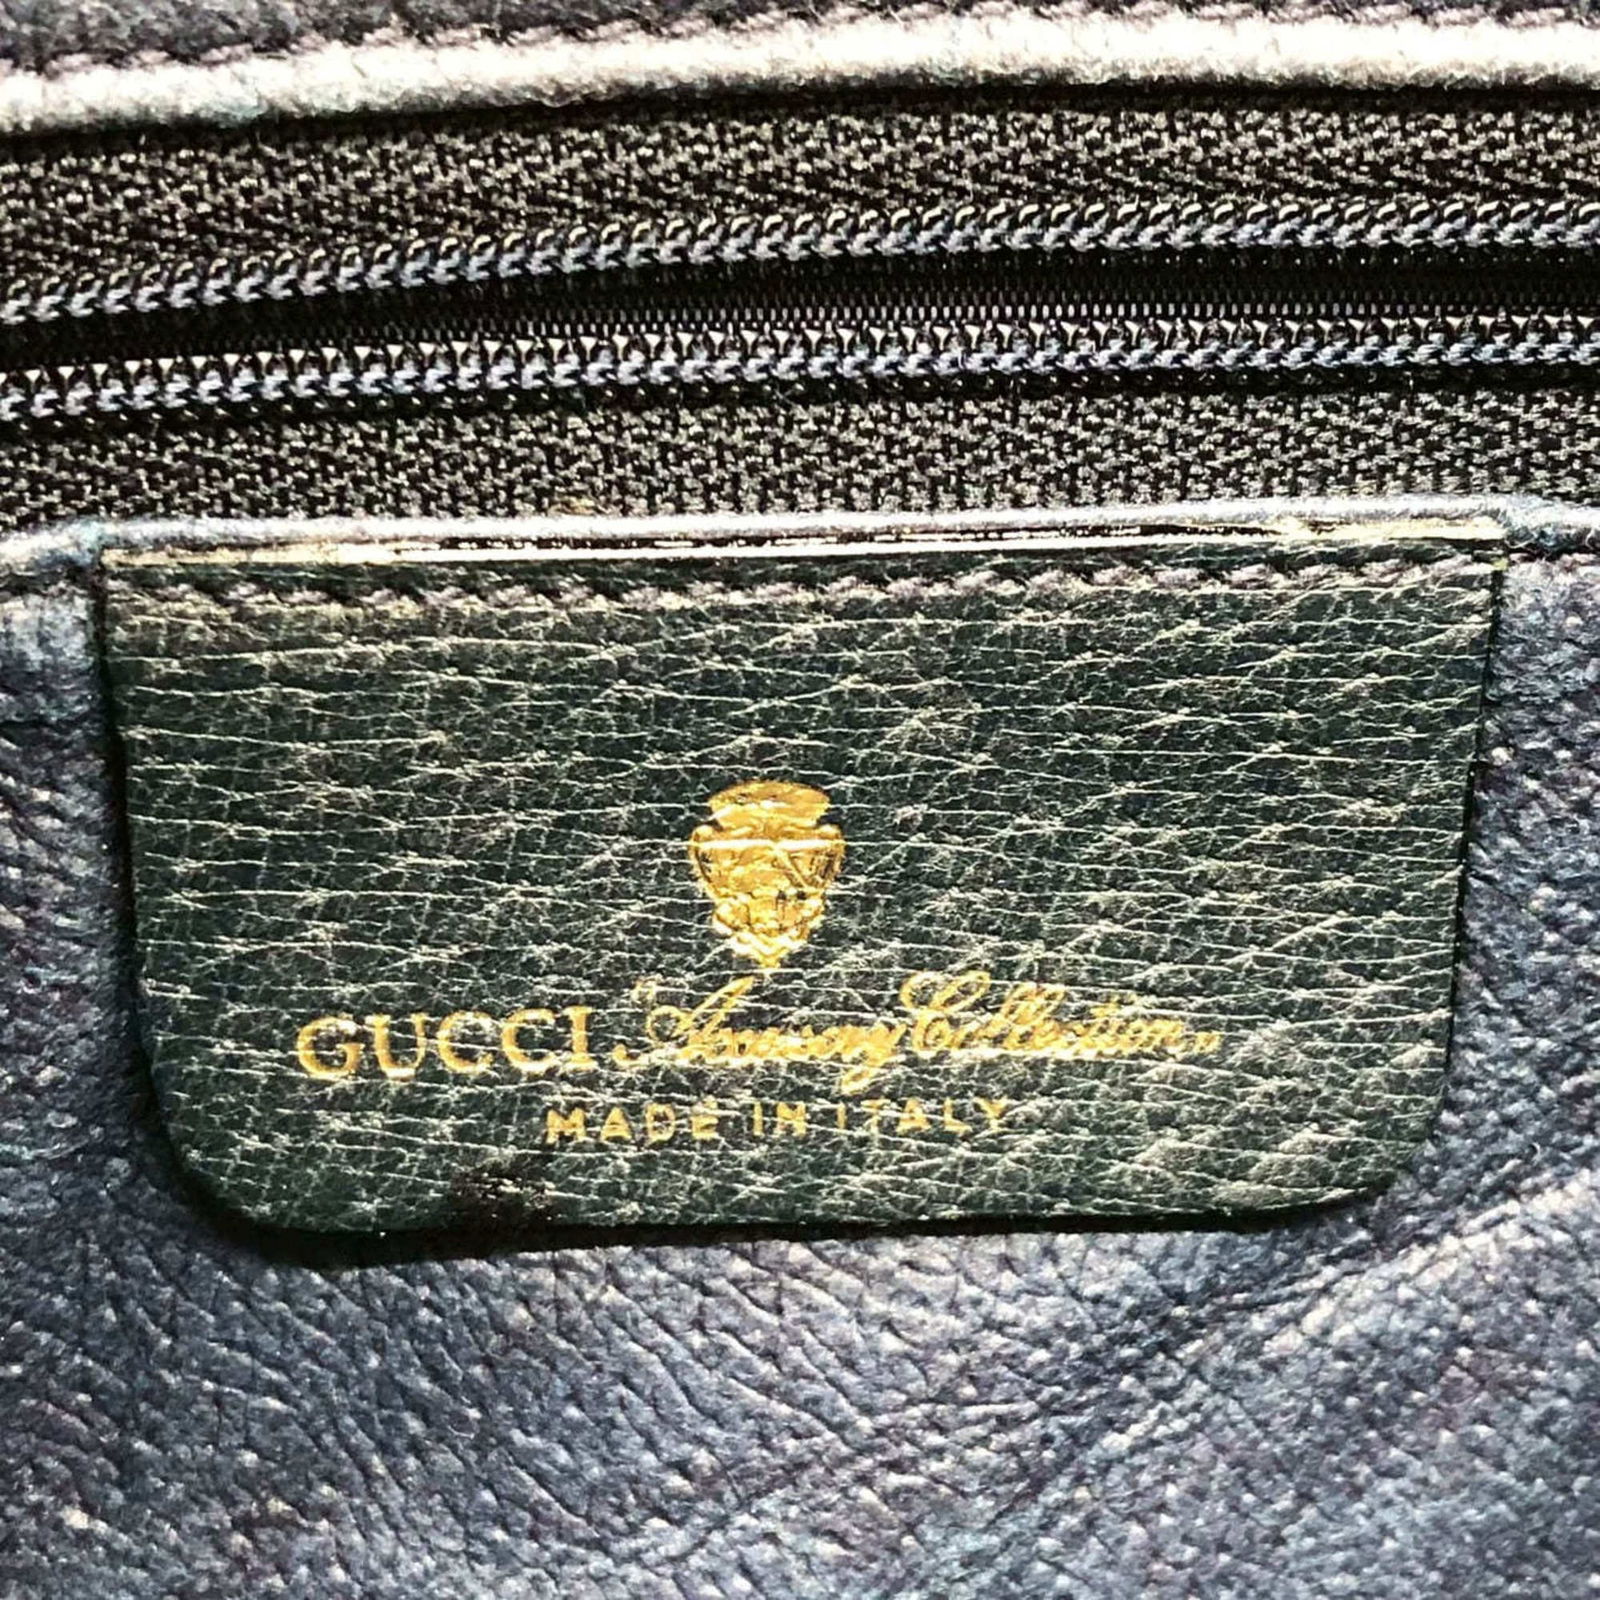 GUCCI "Accessory Collection"
MADE IN ITALY